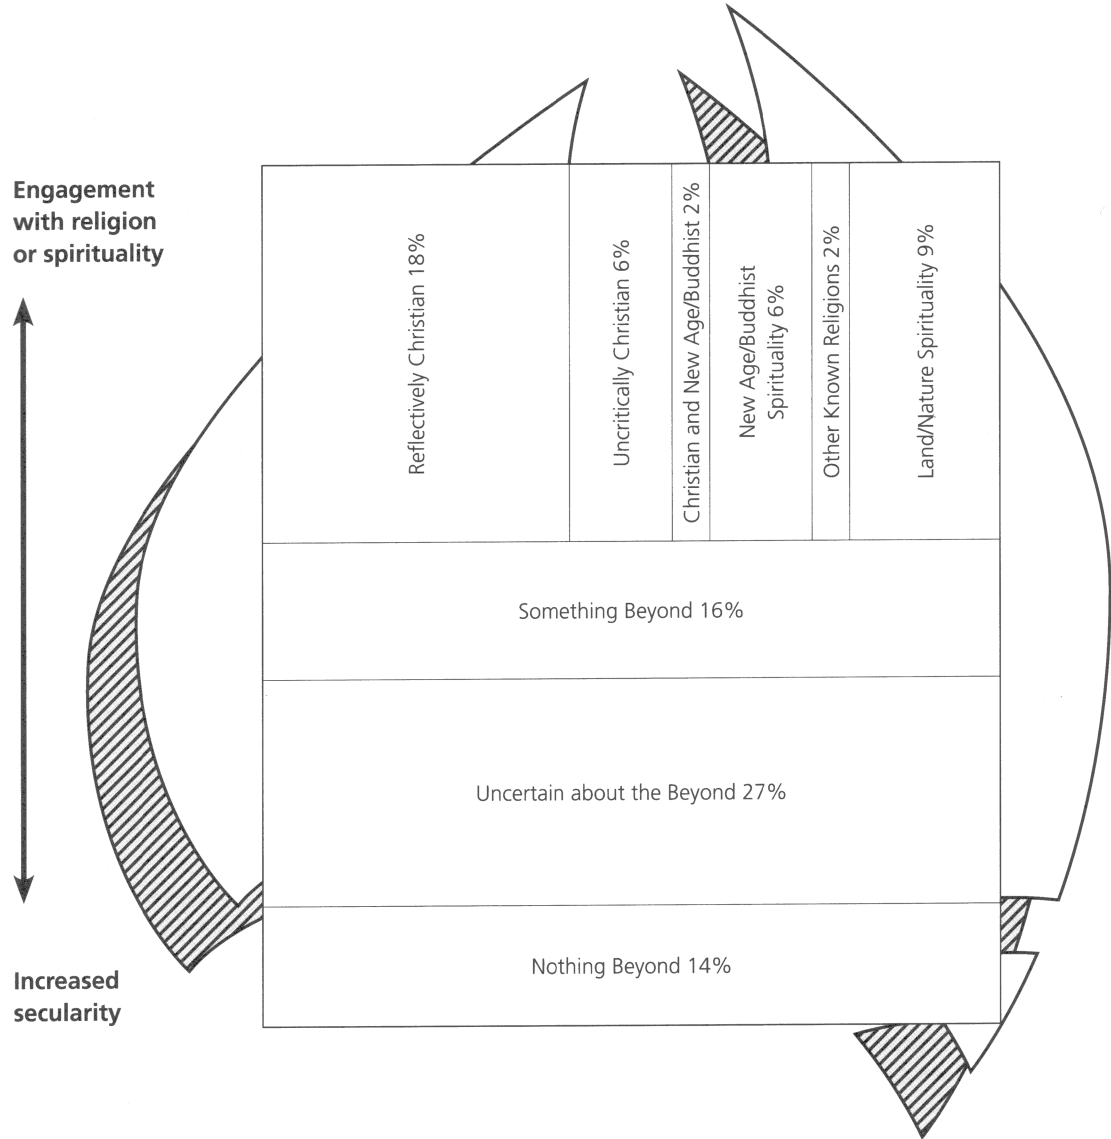 Engagement
with religion
or spirituality
Reflectively Christian 18%
Uncritically Christian 6%
Christian and New Age/Buddhist 2%
New Age/Buddhist
Spirituality 6%
Other Known Religions 2%
Land/Nature Spirituality 9%
Something Beyond 16%
Uncertain about the Beyond 27%
Nothing Beyond 14%
Increased
secularity